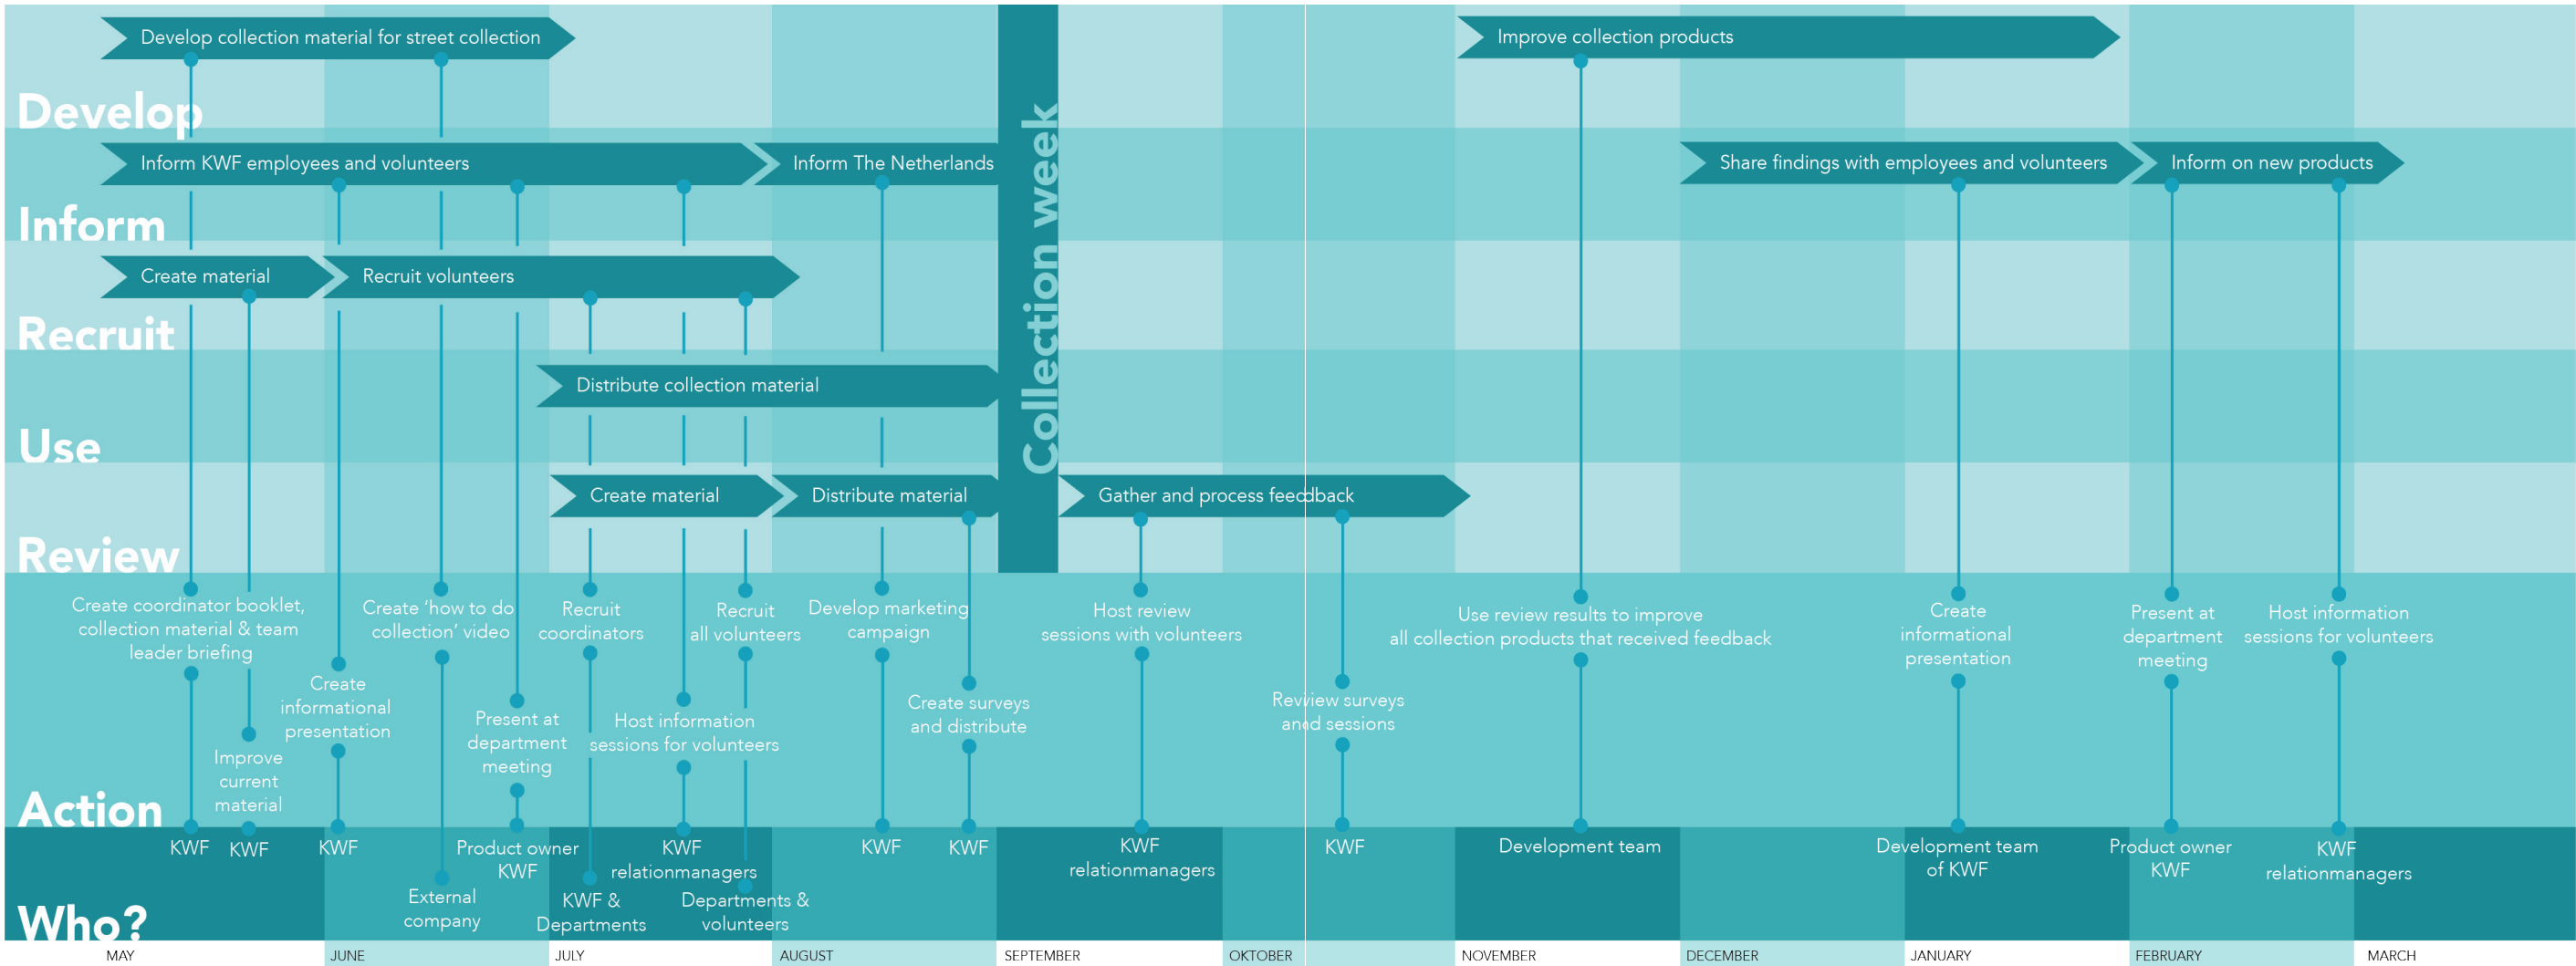 Develop collection material for street collection
Improve collection products
Develop
Inform KWF employees and volunteers
Inform The Netherlands
Share findings with employees and volunteers
Inform on new products
Inform
Create material
Recruit volunteers
Recruit
Distribute collection material
Use
Create material
Distribute material
Gather and process feecdback
Review
Collection week
Create coordinator booklet,
collection material & team
leader briefing
Improve
current
material
Create
informational
presentation
Create ‘how to do
collection’ video
Present at
department
meeting
Recruit
coordinators
Host information
sessions for volunteers
Recruit
all volunteers
Develop marketing
campaign
Create surveys
and distribute
Host review
sessions with volunteers
Reviview surveys
ancd sessions
Use review results to improve
all collection products that received feedback
Create
informational
presentation
Present at
department
meeting
Host information
sessions for volunteers
Action
KWF
KWF
KWF
External
company
Product owner
KWF
KWF &
Departments
KWF
relationmanagers
Departments &
volunteers
KWF
KWF
KWF
relationmanagers
KWF
Development team
Development team
of KWF
Product owner
KWF
KWF
relationmanagers
Who?
MAY
JUNE
JULY
AUGUST
SEPTEMBER
OKTOBER
NOVEMBER
DECEMBER
JANUARY
FEBRUARY
MARCH